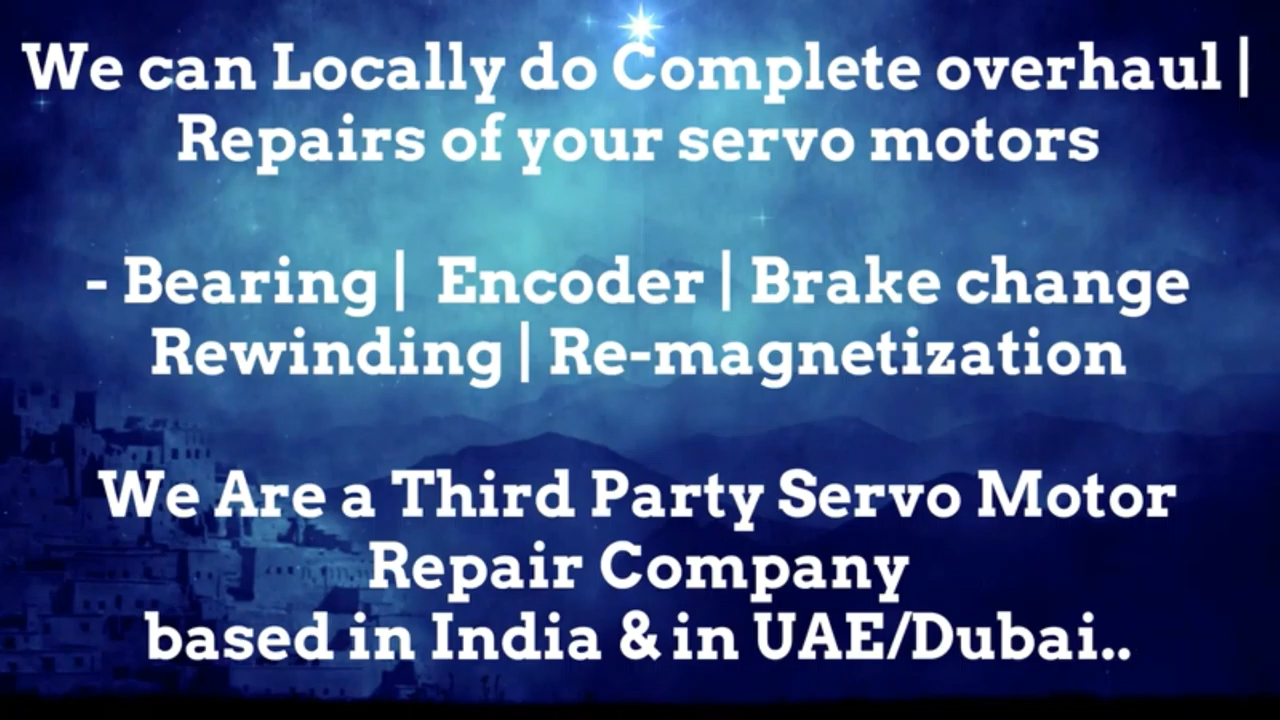 We can Locally do Complete overhaul |
Repairs of your servo motors
- Bearing | Encoder | Brake change
Rewinding | Re-magnetization
We Are a Third Party Servo Motor
Repair Company
based in India & in UAE/Dubai..